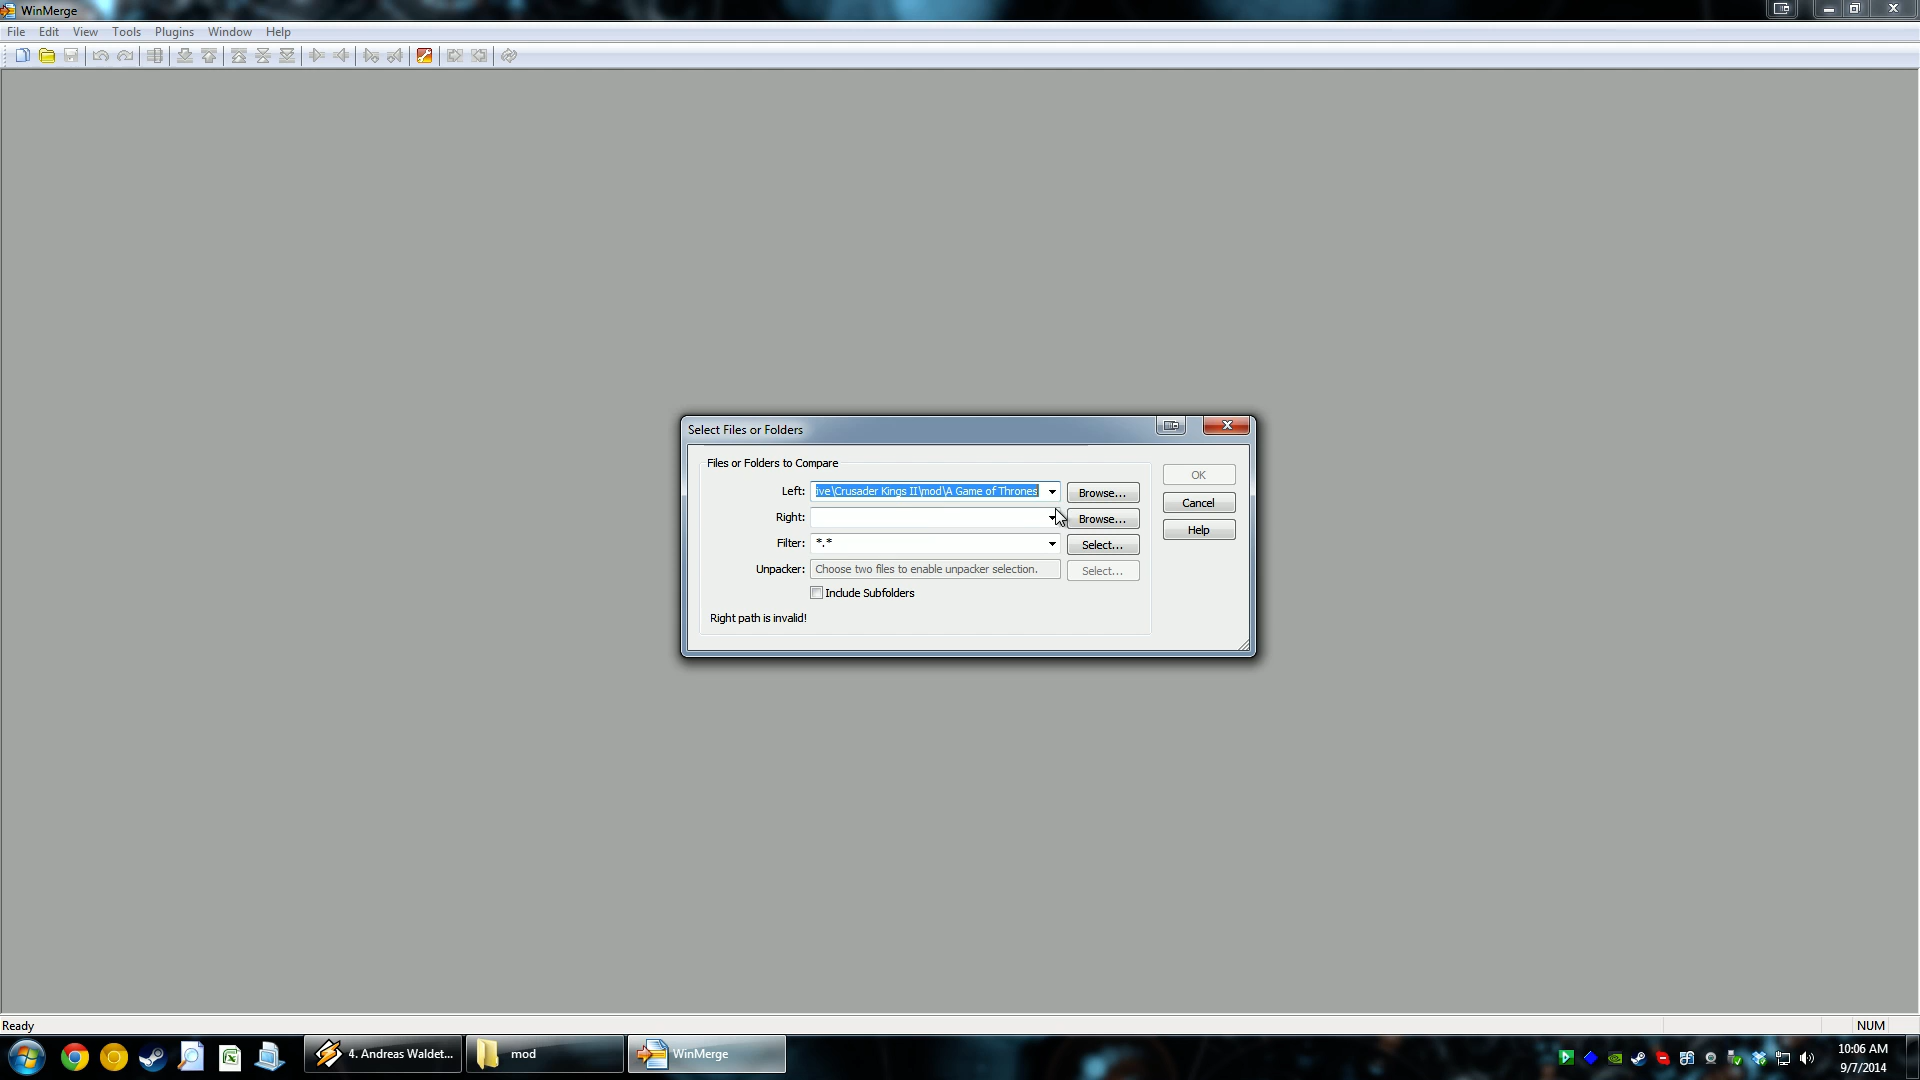 WinMerge
File Edit View Tools Plugins Window Help
Select Files or Folders
Files or Folders to Compare
Left: ive\Crusader Kings II\mod\A Game of Thrones Browse... OK
Right: Browse... Cancel
Filter: *.* Select... Help
Unpacker: Choose two files to enable unpacker selection. Select...
Include Subfolders
Right path is invalid!
Ready NUM
4. Andreas Waldet... mod WinMerge
10:06 AM
9/7/2014